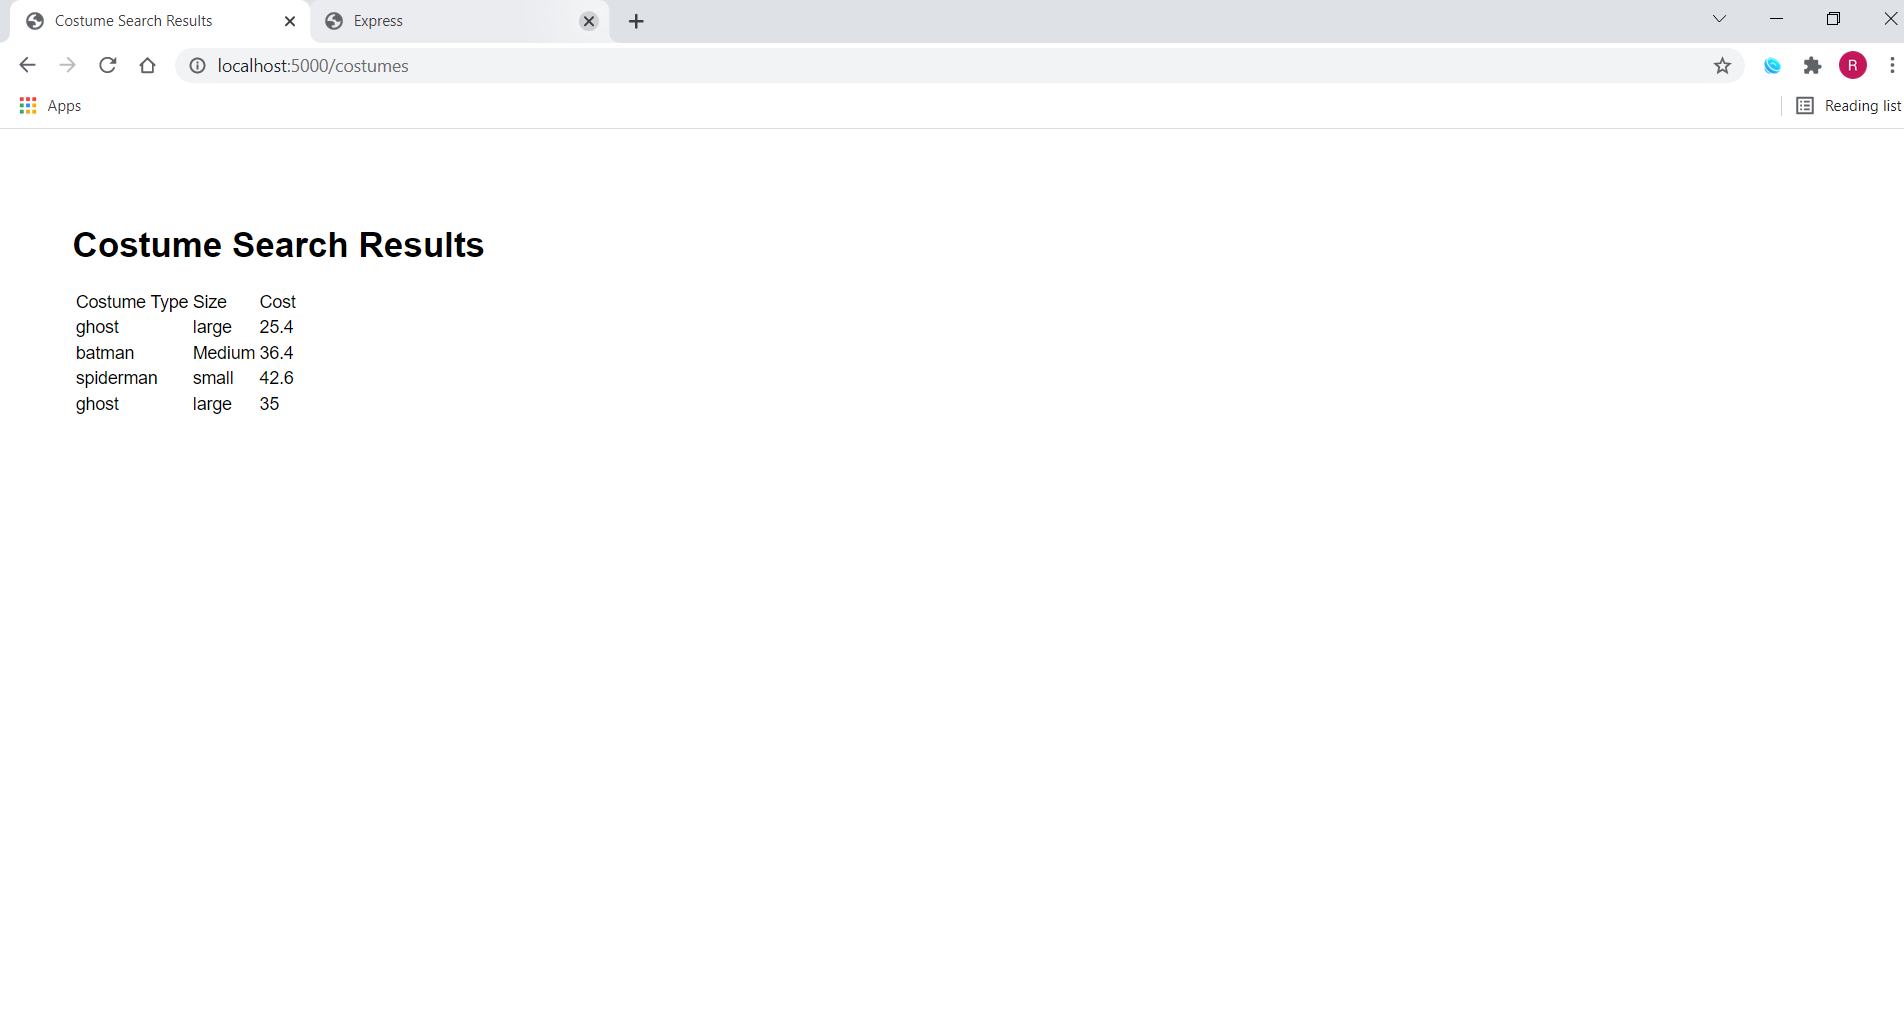 Costume Search Results
Express
localhost:5000/costumes
R
Apps
Reading list
Costume Search Results
Costume Type Size Cost
ghost large 25.4
batman Medium 36.4
spiderman small 42.6
ghost large 35